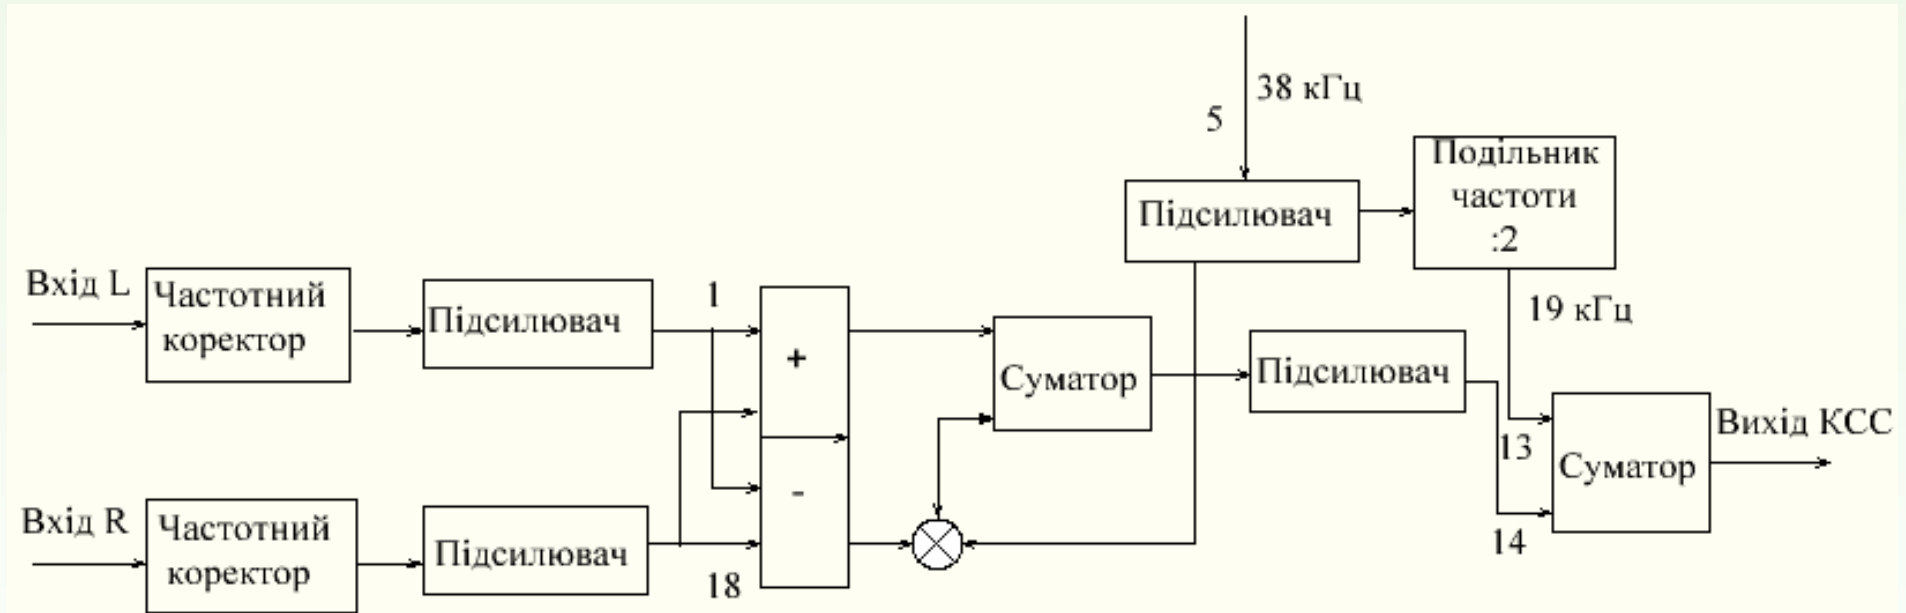 38 кГц
5
Подільник
частоти
:2
Підсилювач
19 кГц
Вхід L
Частотний
коректор
Підсилювач
1
+
-
Суматор
Підсилювач
13
14
Суматор
Вихід КСС
Вхід R
Частотний
коректор
Підсилювач
18